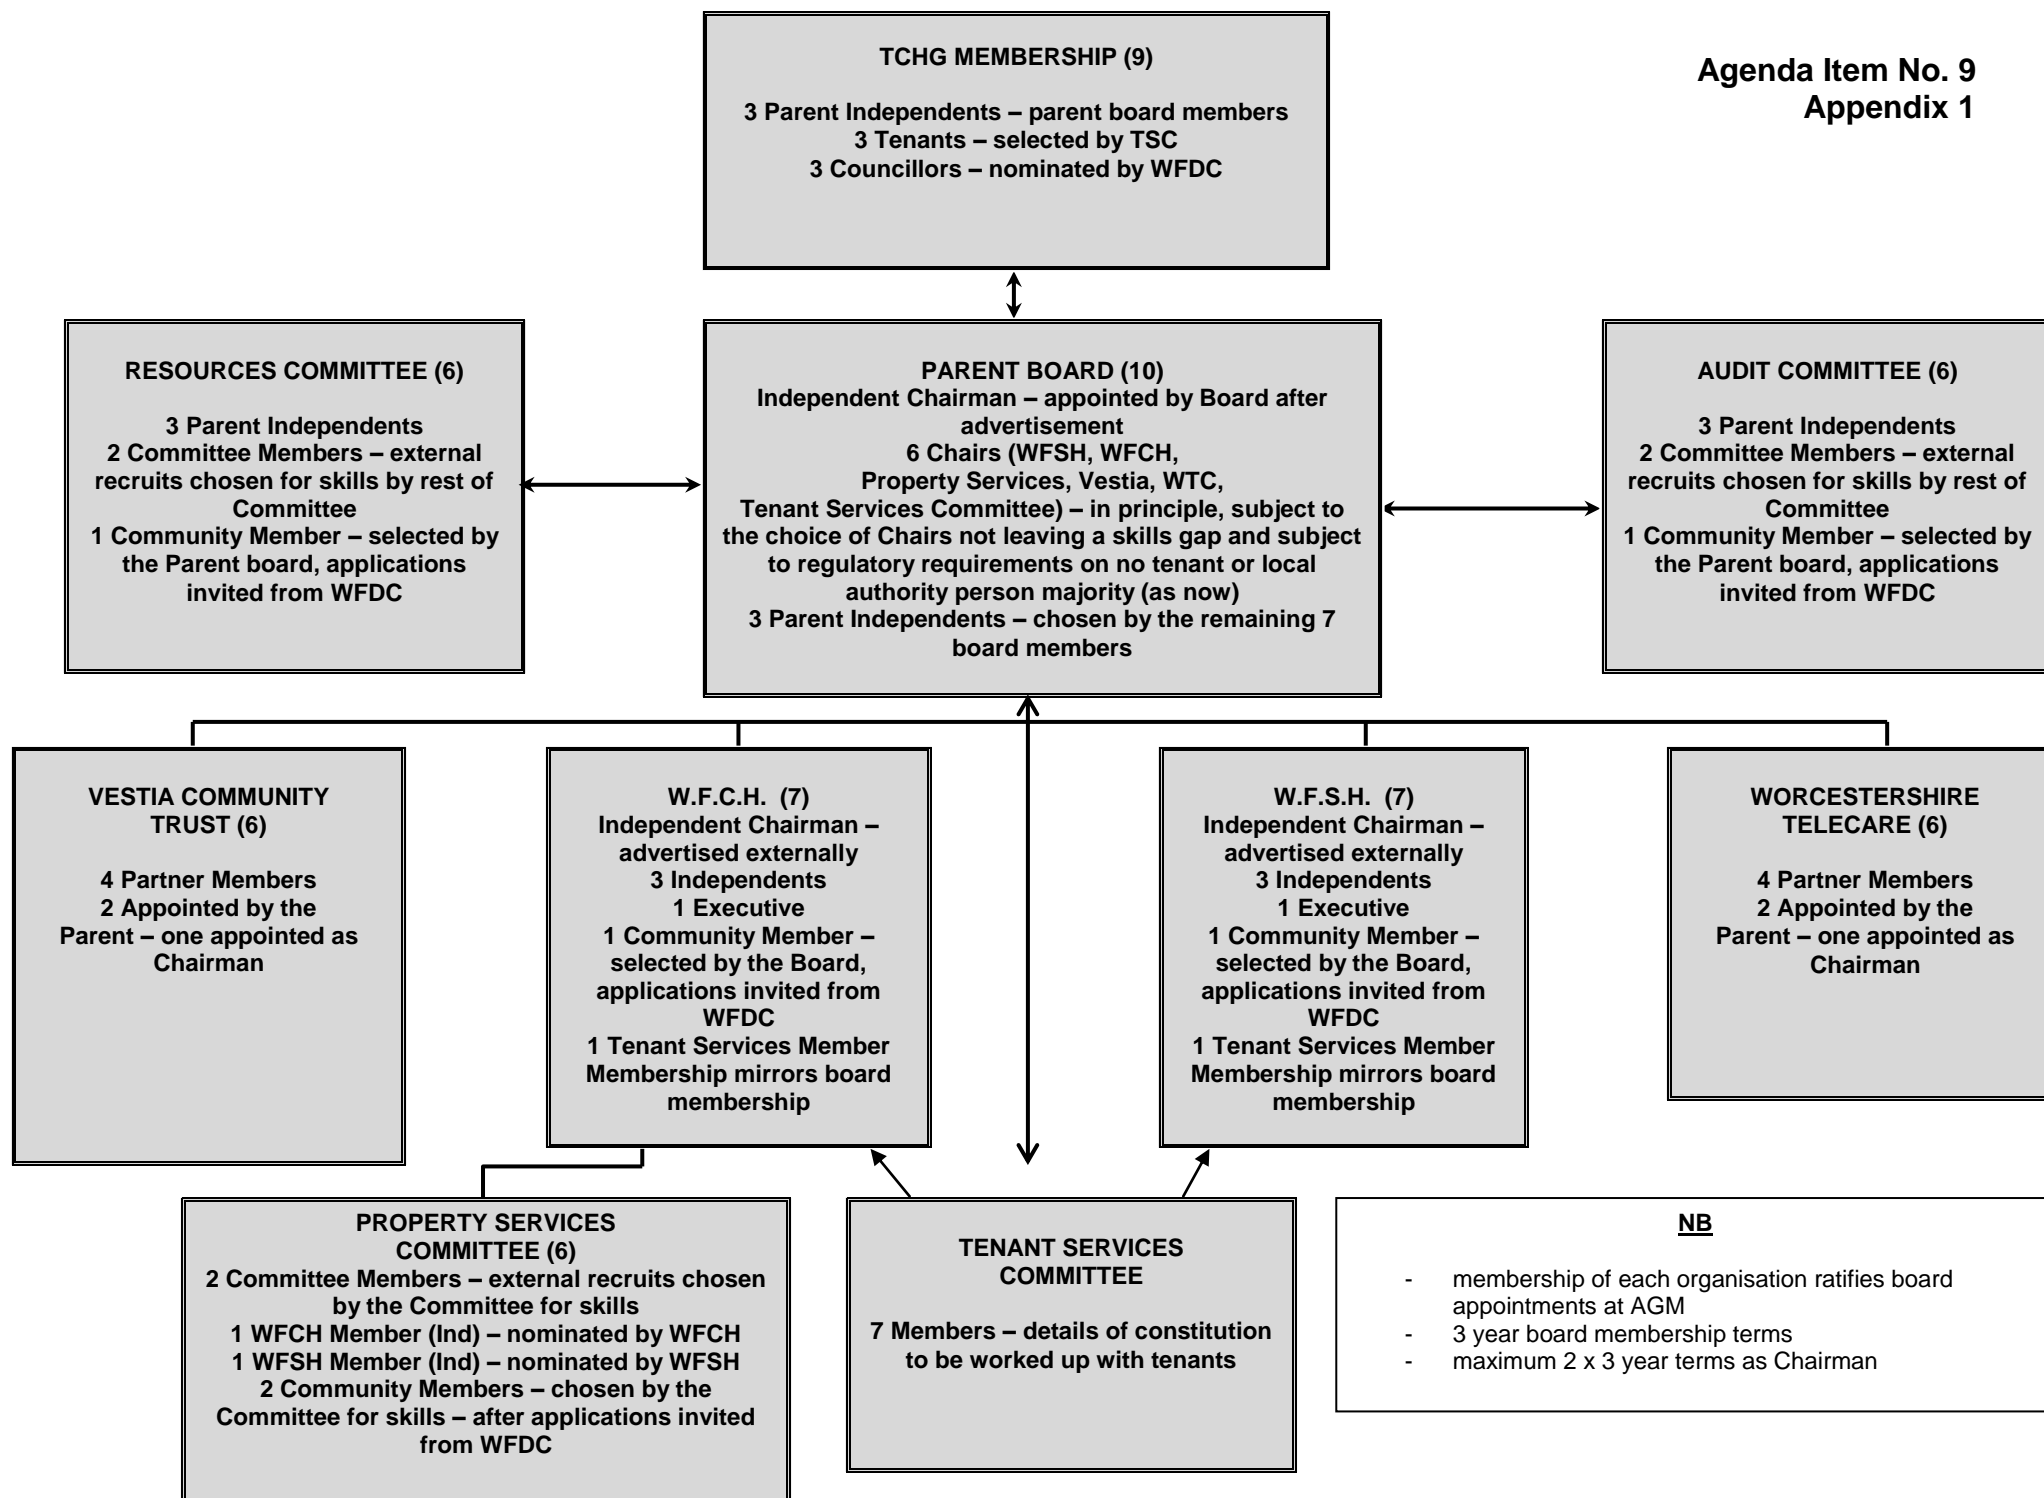 Agenda Item No. 9
Appendix 1
TCHG MEMBERSHIP (9)
3 Parent Independents – parent board members
3 Tenants – selected by TSC
3 Councillors – nominated by WFDC
RESOURCES COMMITTEE (6)
3 Parent Independents
2 Committee Members – external
recruits chosen for skills by rest of
Committee
1 Community Member – selected by
the Parent board, applications
invited from WFDC
PARENT BOARD (10)
Independent Chairman – appointed by Board after
advertisement
6 Chairs (WFSH, WFCH,
Property Services, Vestia, WTC,
Tenant Services Committee) – in principle, subject to
the choice of Chairs not leaving a skills gap and subject
to regulatory requirements on no tenant or local
authority person majority (as now)
3 Parent Independents – chosen by the remaining 7
board members
AUDIT COMMITTEE (6)
3 Parent Independents
2 Committee Members – external
recruits chosen for skills by rest of
Committee
1 Community Member – selected by
the Parent board, applications
invited from WFDC
VESTIA COMMUNITY
TRUST (6)
4 Partner Members
2 Appointed by the
Parent – one appointed as
Chairman
W.F.C.H. (7)
Independent Chairman –
advertised externally
3 Independents
1 Executive
1 Community Member –
selected by the Board,
applications invited from
WFDC
1 Tenant Services Member
Membership mirrors board
membership
W.F.S.H. (7)
Independent Chairman –
advertised externally
3 Independents
1 Executive
1 Community Member –
selected by the Board,
applications invited from
WFDC
1 Tenant Services Member
Membership mirrors board
membership
WORCESTERSHIRE
TELECARE (6)
4 Partner Members
2 Appointed by the
Parent – one appointed as
Chairman
PROPERTY SERVICES
COMMITTEE (6)
2 Committee Members – external recruits chosen
by the Committee for skills
1 WFCH Member (Ind) – nominated by WFCH
1 WFSH Member (Ind) – nominated by WFSH
2 Community Members – chosen by the
Committee for skills – after applications invited
from WFDC
TENANT SERVICES
COMMITTEE
7 Members – details of constitution
to be worked up with tenants
NB
- membership of each organisation ratifies board
appointments at AGM
- 3 year board membership terms
- maximum 2 x 3 year terms as Chairman